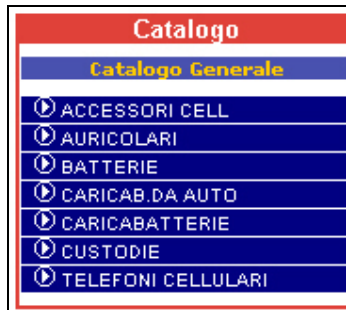 Catalogo
Catalogo Generale
ACCESSORI CELL
AURICOLARI
BATTERIE
CARICAB.DA AUTO
CARICABATTERIE
CUSTODIE
TELEFONI CELLULARI